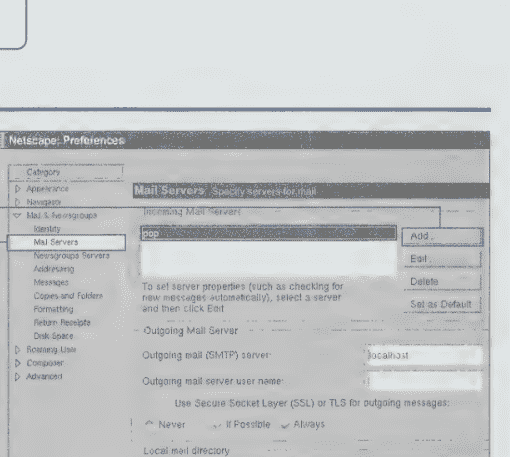 Netscape: Preferences
Category
Appearance
Navigator
Mail & Newsgroups
Identity
Mail Servers
Newsgroups Servers
Addressing
Messages
Copies and Folders
Formatting
Return Receipts
Disk Space
Roaming User
Composer
Advanced
Mail Servers Specify servers for mail
Incoming Mail Servers
pop
Add...
Edit...
Delete
Set as Default
To set server properties (such as checking for
new messages automatically), select a server
and then click Edit
Outgoing Mail Server
Outgoing mail (SMTP) server:
localhost
Outgoing mail server user name:
Use Secure Socket Layer (SSL) or TLS for outgoing messages:
Never If Possible Always
Local mail directory